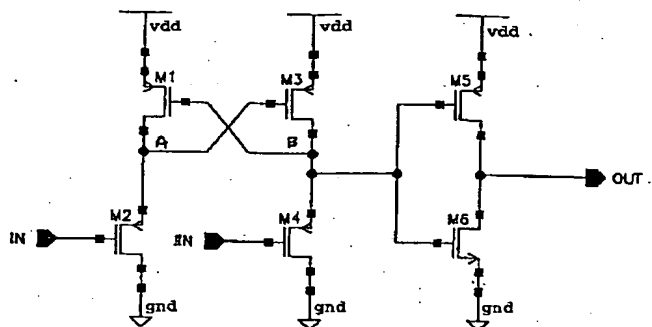 vdd vdd vdd
M1 M3 M5
A B
OUT
M2 M4 M6
IN
gnd gnd gnd